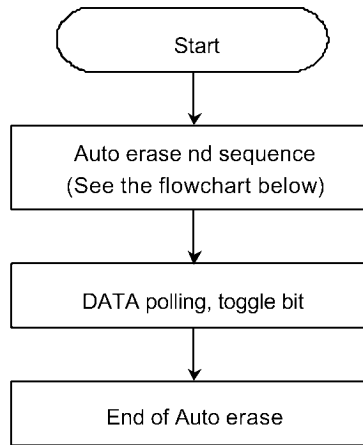 Start
Auto erase nd sequence
(See the flowchart below)
DATA polling, toggle bit
End of Auto erase